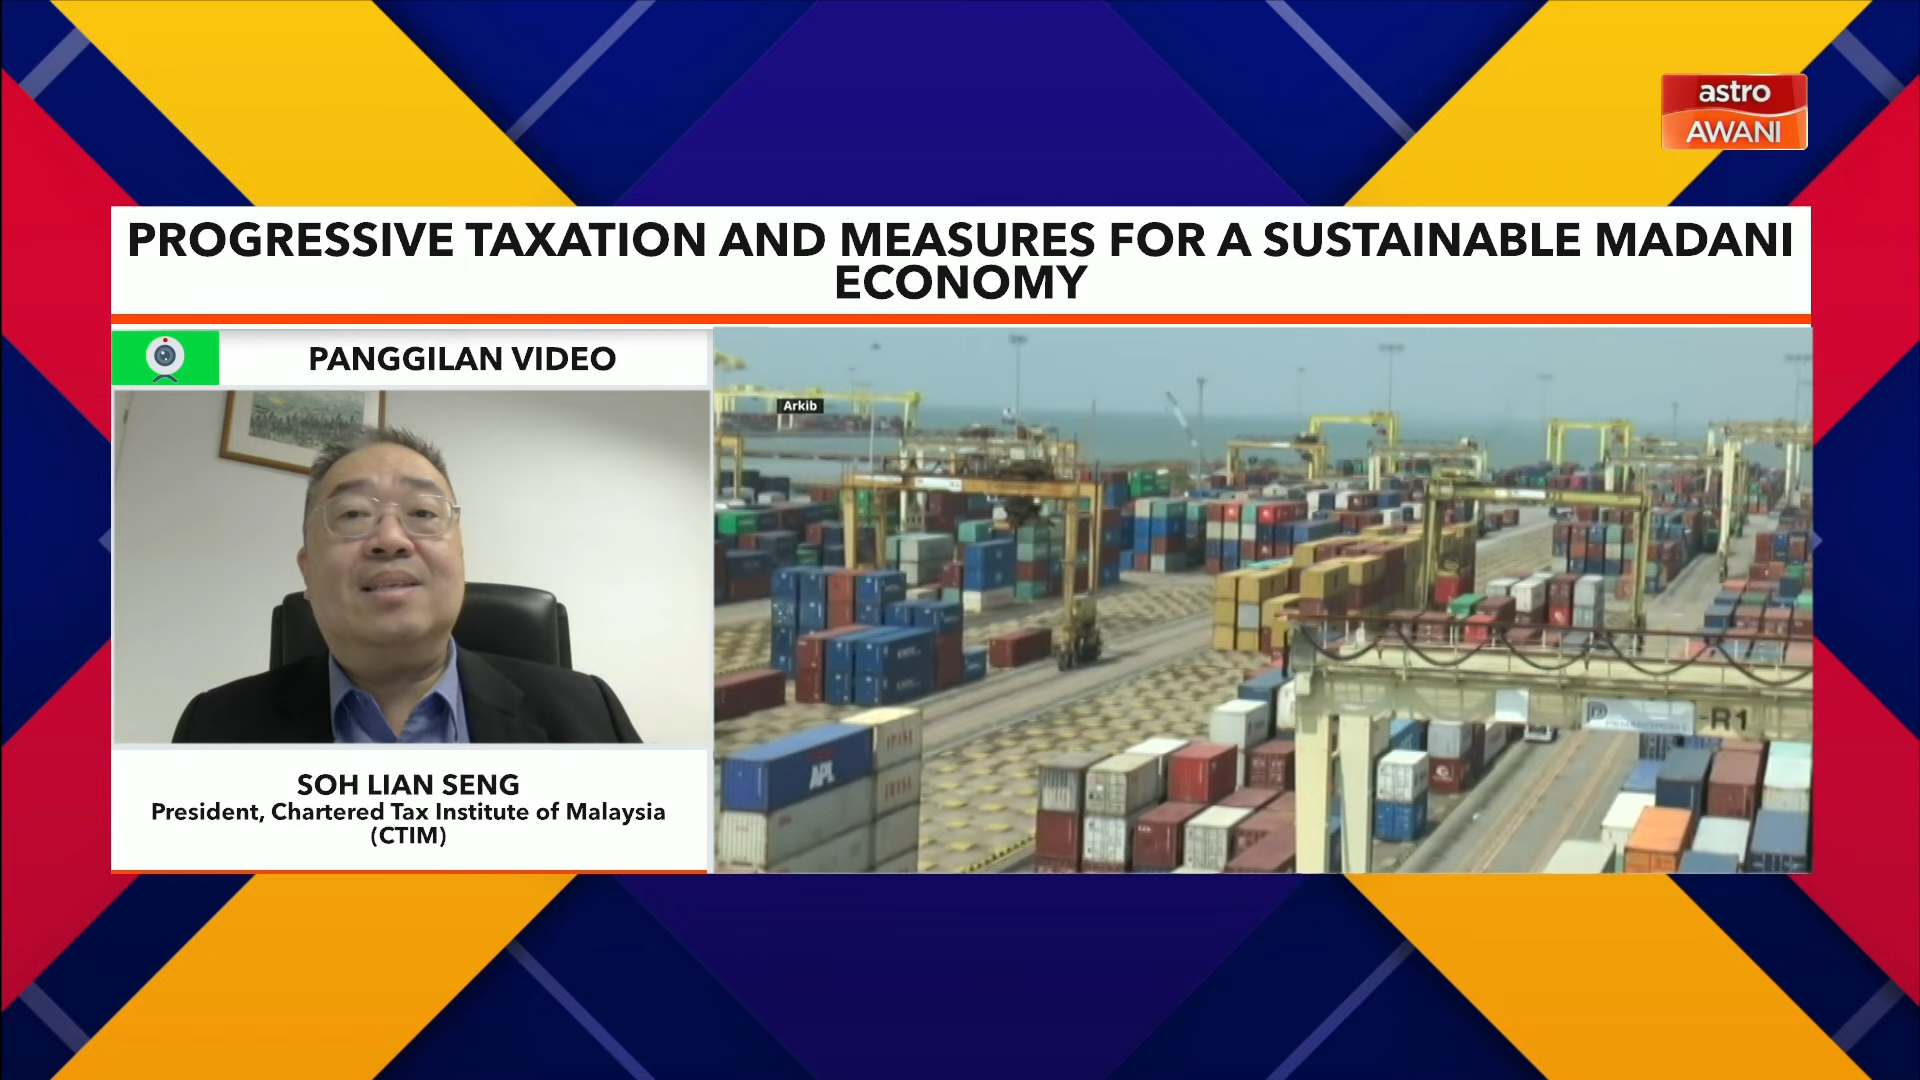 astro
AWANI
PROGRESSIVE TAXATION AND MEASURES FOR A SUSTAINABLE MADANI
ECONOMY
PANGGILAN VIDEO
Arkib
-R1
APL
SOH LIAN SENG
President, Chartered Tax Institute of Malaysia
(CTIM)